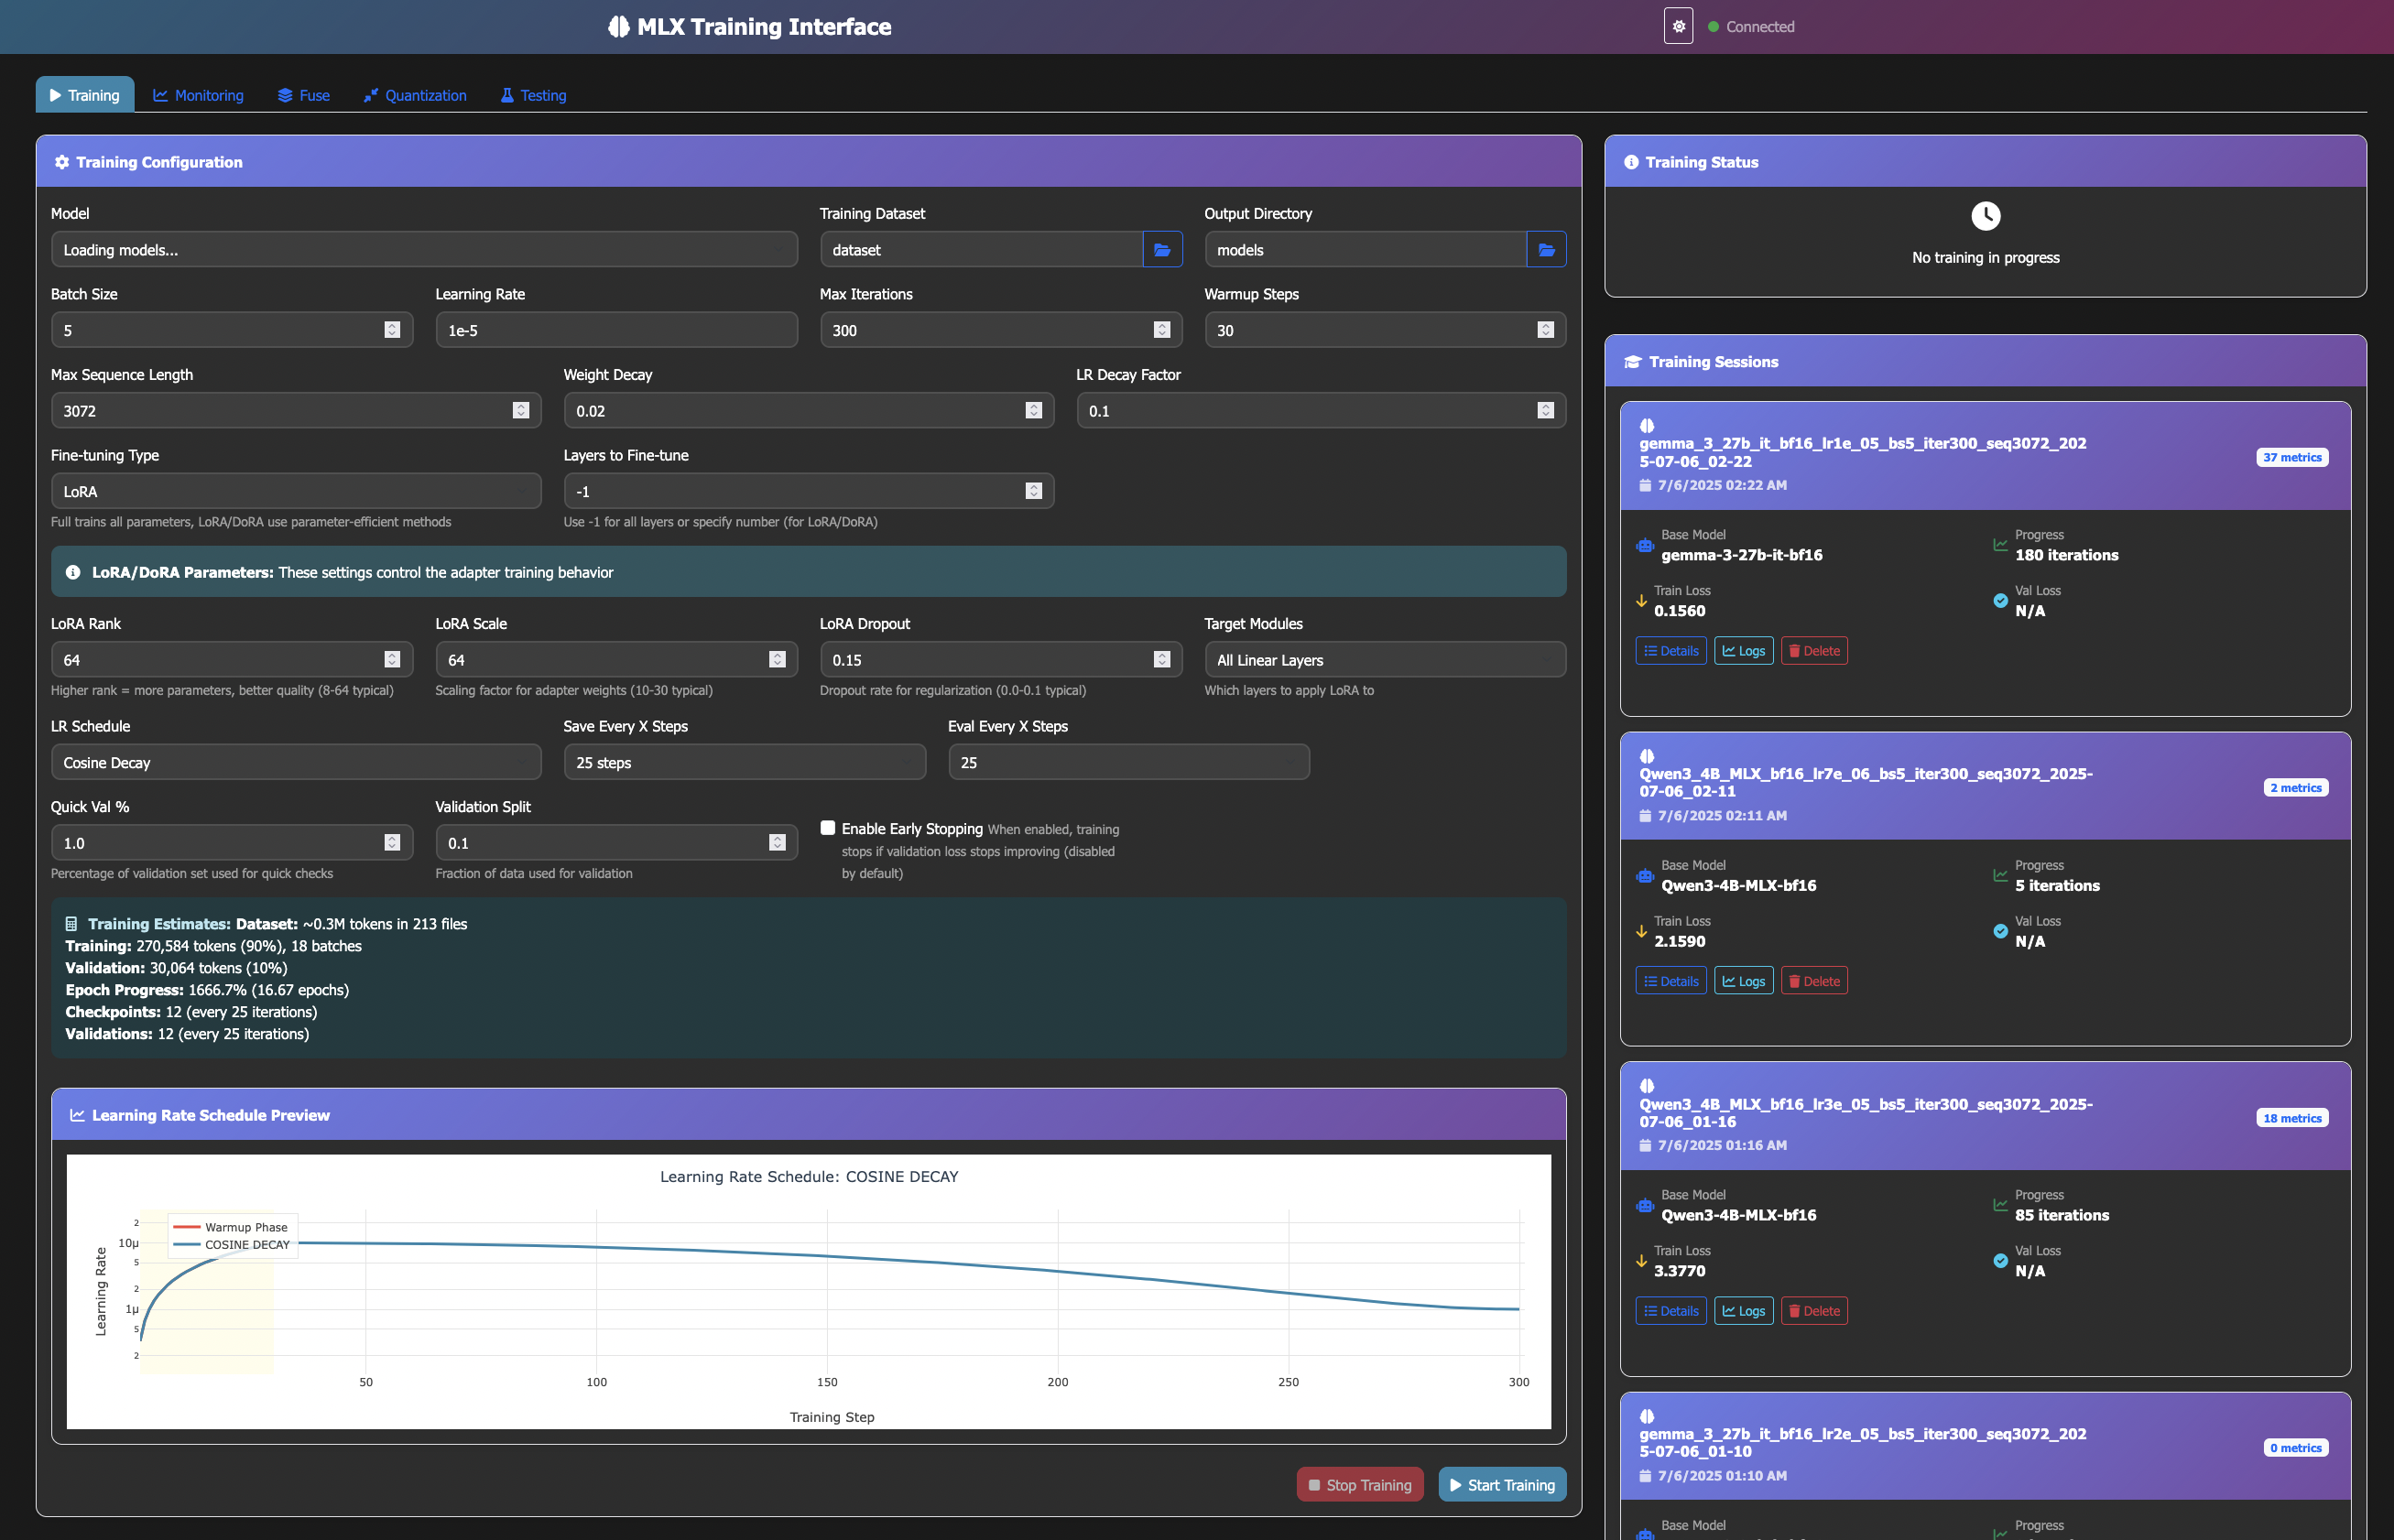 MLX Training Interface
Connected
Training
Monitoring
Fuse
Quantization
Testing
Training Configuration
Model
Training Dataset
Output Directory
Loading models...
dataset
models
Batch Size
Learning Rate
Max Iterations
Warmup Steps
5
1e-5
300
30
Max Sequence Length
Weight Decay
LR Decay Factor
3072
0.02
0.1
Fine-tuning Type
Layers to Fine-tune
LoRA
-1
Full trains all parameters, LoRA/DoRA use parameter-efficient methods
Use -1 for all layers or specify number (for LoRA/DoRA)
LoRA/DoRA Parameters: These settings control the adapter training behavior
LoRA Rank
LoRA Scale
LoRA Dropout
Target Modules
64
64
0.15
All Linear Layers
Higher rank = more parameters, better quality (8-64 typical)
Scaling factor for adapter weights (10-30 typical)
Dropout rate for regularization (0.0-0.1 typical)
Which layers to apply LoRA to
LR Schedule
Save Every X Steps
Eval Every X Steps
Cosine Decay
25 steps
25
Quick Val %
Validation Split
1.0
0.1
Percentage of validation set used for quick checks
Fraction of data used for validation
Enable Early Stopping When enabled, training
stops if validation loss stops improving (disabled
by default)
Training Estimates: Dataset: ~0.3M tokens in 213 files
Training: 270,584 tokens (90%), 18 batches
Validation: 30,064 tokens (10%)
Epoch Progress: 1666.7% (16.67 epochs)
Checkpoints: 12 (every 25 iterations)
Validations: 12 (every 25 iterations)
Learning Rate Schedule Preview
Learning Rate Schedule: COSINE DECAY
Warmup Phase
COSINE DECAY
Learning Rate
2
10μ
5
2
1μ
5
2
50
100
150
200
250
300
Training Step
Stop Training
Start Training
Training Status
No training in progress
Training Sessions
gemma_3_27b_it_bf16_lr1e_05_bs5_iter300_seq3072_202
5-07-06_02-22
37 metrics
7/6/2025 02:22 AM
Base Model
gemma-3-27b-it-bf16
Progress
180 iterations
Train Loss
0.1560
Val Loss
N/A
Details
Logs
Delete
Qwen3_4B_MLX_bf16_lr7e_06_bs5_iter300_seq3072_2025-
07-06_02-11
2 metrics
7/6/2025 02:11 AM
Base Model
Qwen3-4B-MLX-bf16
Progress
5 iterations
Train Loss
2.1590
Val Loss
N/A
Details
Logs
Delete
Qwen3_4B_MLX_bf16_lr3e_05_bs5_iter300_seq3072_2025-
07-06_01-16
18 metrics
7/6/2025 01:16 AM
Base Model
Qwen3-4B-MLX-bf16
Progress
85 iterations
Train Loss
3.3770
Val Loss
N/A
Details
Logs
Delete
gemma_3_27b_it_bf16_lr2e_05_bs5_iter300_seq3072_202
5-07-06_01-10
0 metrics
7/6/2025 01:10 AM
Base Model
Progress